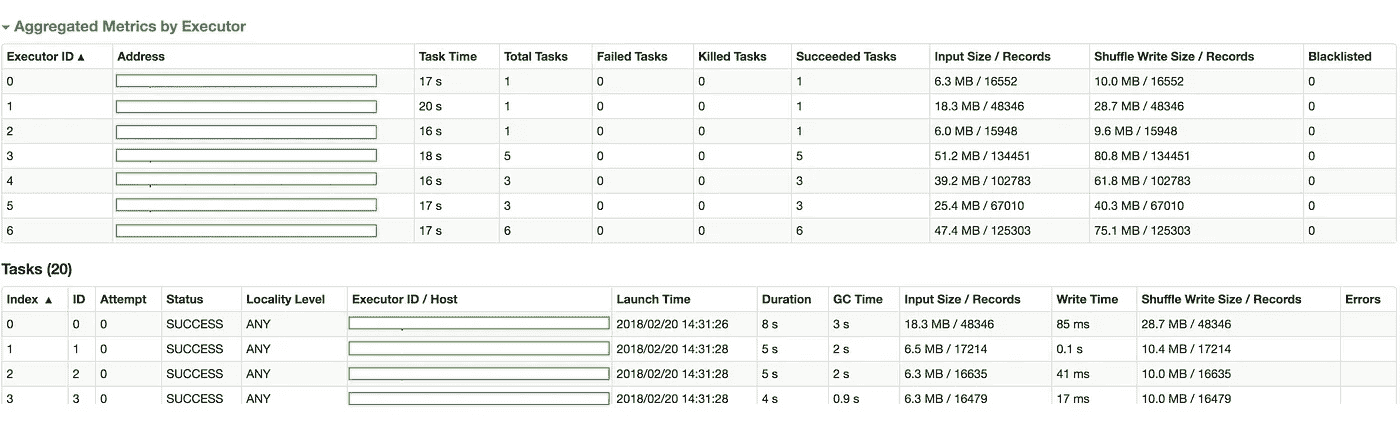 Aggregated Metrics by Executor
Executor ID ▲ Address Task Time Total Tasks Failed Tasks Killed Tasks Succeeded Tasks Input Size / Records Shuffle Write Size / Records Blacklisted
0 17 s 1 0 0 1 6.3 MB / 16552 10.0 MB / 16552 0
1 20 s 1 0 0 1 18.3 MB / 48346 28.7 MB / 48346 0
2 16 s 1 0 0 1 6.0 MB / 15948 9.6 MB / 15948 0
3 18 s 5 0 0 5 51.2 MB / 134451 80.8 MB / 134451 0
4 16 s 3 0 0 3 39.2 MB / 102783 61.8 MB / 102783 0
5 17 s 3 0 0 3 25.4 MB / 67010 40.3 MB / 67010 0
6 17 s 6 0 0 6 47.4 MB / 125303 75.1 MB / 125303 0
Tasks (20)
Index ▲ ID Attempt Status Locality Level Executor ID / Host Launch Time Duration GC Time Input Size / Records Write Time Shuffle Write Size / Records Errors
0 0 0 SUCCESS ANY 2018/02/20 14:31:26 8 s 3 s 18.3 MB / 48346 85 ms 28.7 MB / 48346
1 1 0 SUCCESS ANY 2018/02/20 14:31:28 5 s 2 s 6.5 MB / 17214 0.1 s 10.4 MB / 17214
2 2 0 SUCCESS ANY 2018/02/20 14:31:28 5 s 2 s 6.3 MB / 16635 41 ms 10.0 MB / 16635
3 3 0 SUCCESS ANY 2018/02/20 14:31:28 4 s 0.9 s 6.3 MB / 16479 17 ms 10.0 MB / 16479